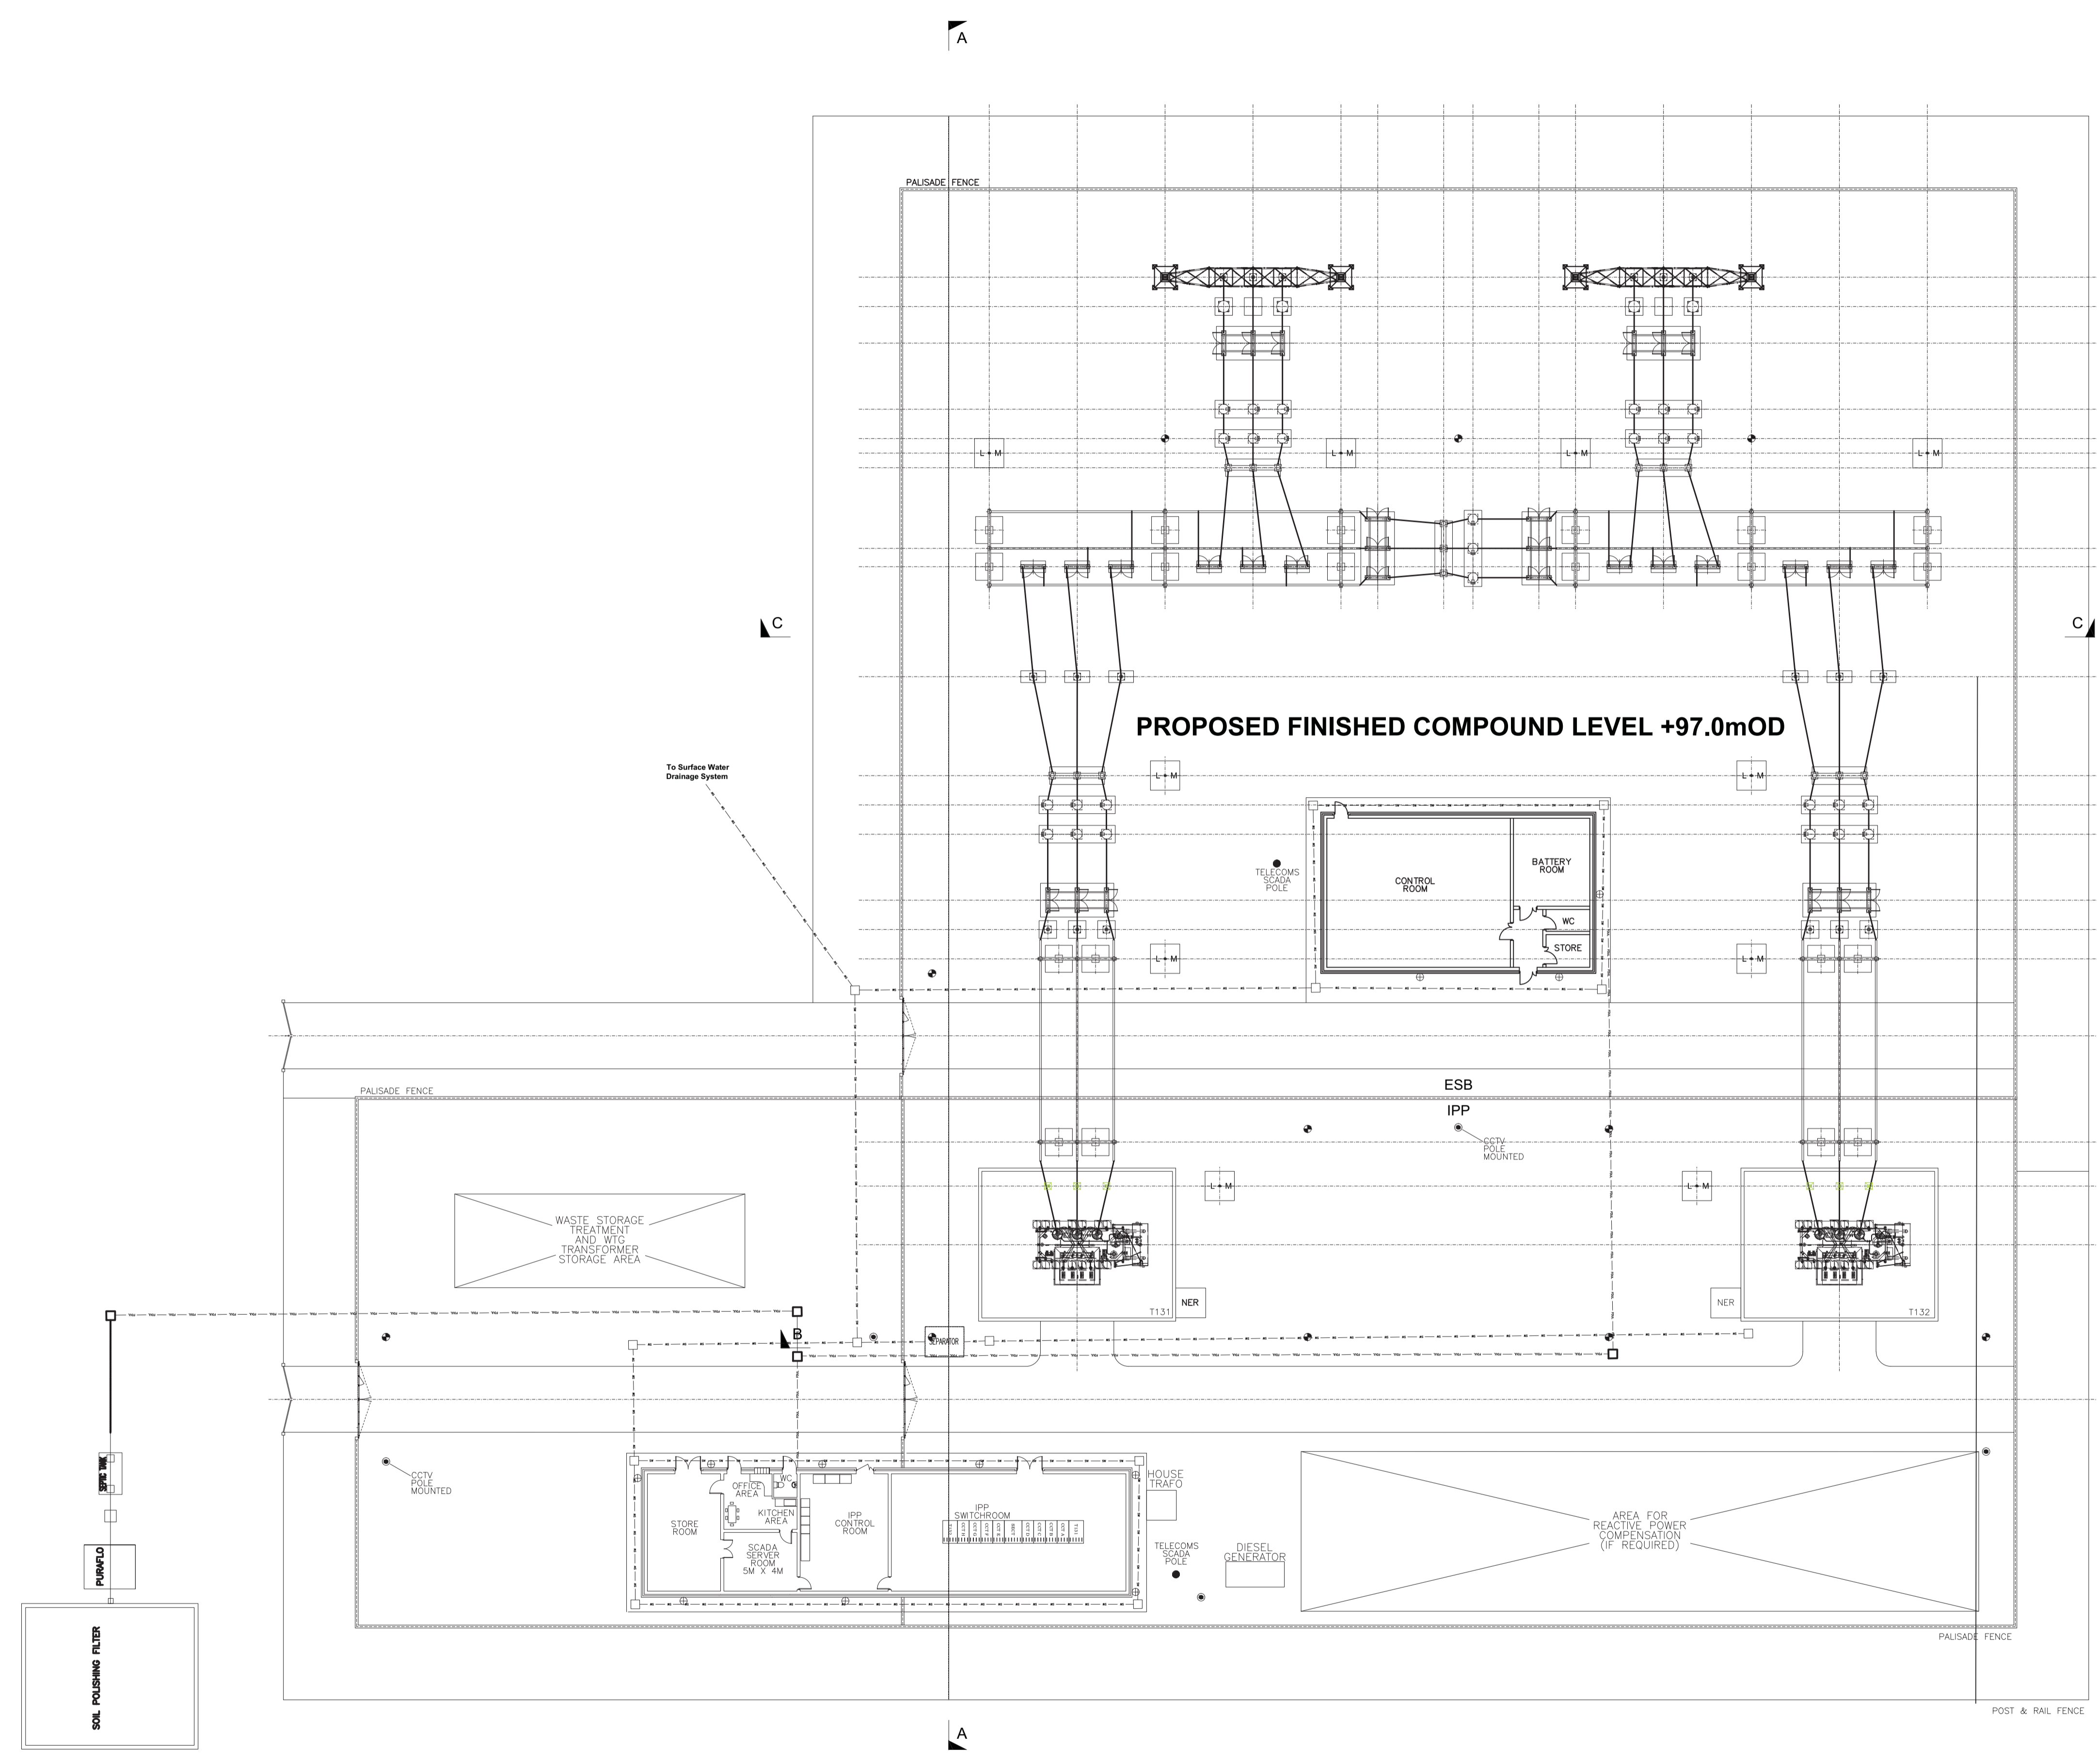 A
PALISADE FENCE
L M
L M
L M
L M
C
C
PROPOSED FINISHED COMPOUND LEVEL +97.0mOD
To Surface Water
Drainage System
L M
L M
TELECOMS
SCADA
POLE
CONTROL
ROOM
BATTERY
ROOM
WC
STORE
L M
L M
ESB
PALISADE FENCE
IPP
CCTV
POLE
MOUNTED
L M
L M
WASTE STORAGE
TREATMENT
AND WTG
TRANSFORMER
STORAGE AREA
T131
NER
NER
T132
B
SEPARATOR
SEPTIC TANK
CCTV
POLE
MOUNTED
OFFICE
AREA
WC
KITCHEN
AREA
STORE
ROOM
SCADA
SERVER
ROOM
5M X 4M
IPP
CONTROL
ROOM
IPP
SWITCHROOM
HOUSE
TRAFO
TELECOMS
SCADA
POLE
DIESEL
GENERATOR
AREA FOR
REACTIVE POWER
COMPENSATION
(IF REQUIRED)
PURAFLO
SOIL POLISHING FILTER
PALISADE FENCE
POST & RAIL FENCE
A